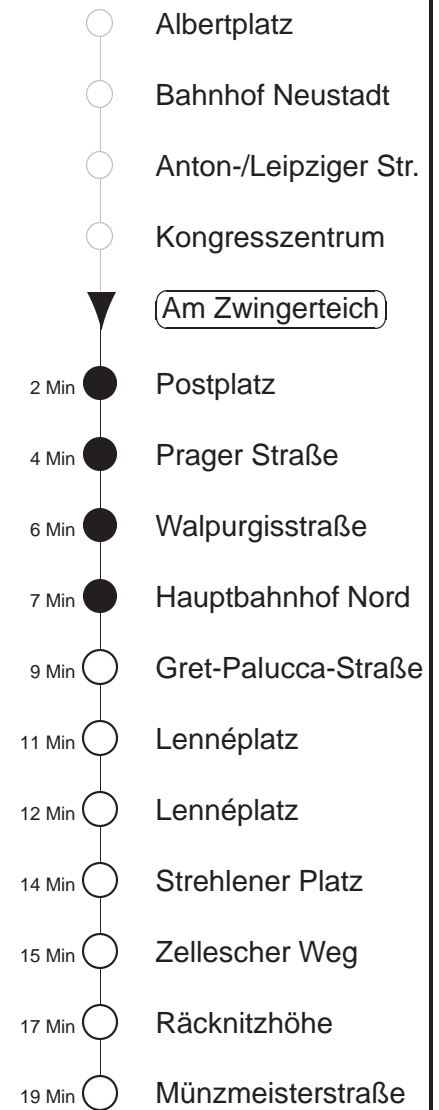 Albertplatz
Bahnhof Neustadt
Anton-/Leipziger Str.
Kongresszentrum
Am Zwingerteich
2 Min Postplatz
4 Min Prager Straße
6 Min Walpurgisstraße
7 Min Hauptbahnhof Nord
9 Min Gret-Palucca-Straße
11 Min Lennéplatz
12 Min Lennéplatz
14 Min Strehlener Platz
15 Min Zellescher Weg
17 Min Räcknitzhöhe
19 Min Münzmeisterstraße